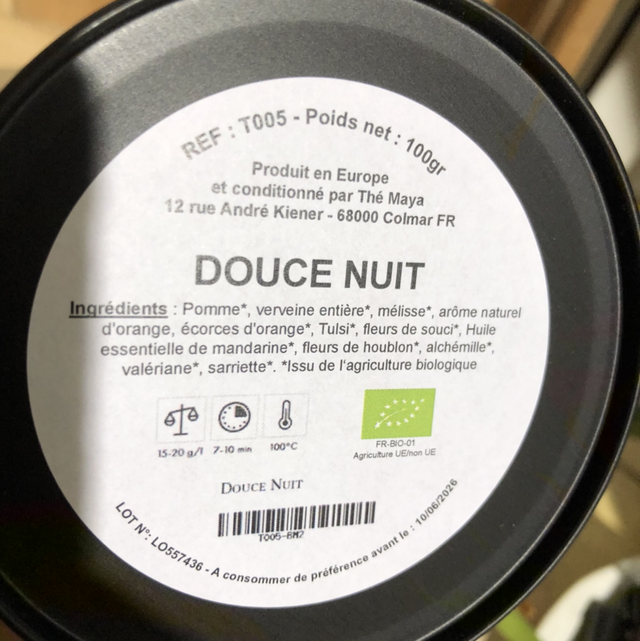 REF : T005 - Poids net : 100gr
Produit en Europe
et conditionné par Thé Maya
12 rue André Kiener - 68000 Colmar FR
DOUCE NUIT
Ingrédients : Pomme*, verveine entière*, mélisse*, arôme naturel
d'orange, écorces d'orange*, Tulsi*, fleurs de souci*, Huile
essentielle de mandarine*, fleurs de houblon*, alchémille*,
valériane*, sarriette*. *Issu de l'agriculture biologique
15-20 g/l 7-10 min 100°C
FR-BIO-01
Agriculture UE/non UE
DOUCE NUIT
T005-BM2
LOT N°: LO557436 - A consommer de préférence avant le : 10/06/2026